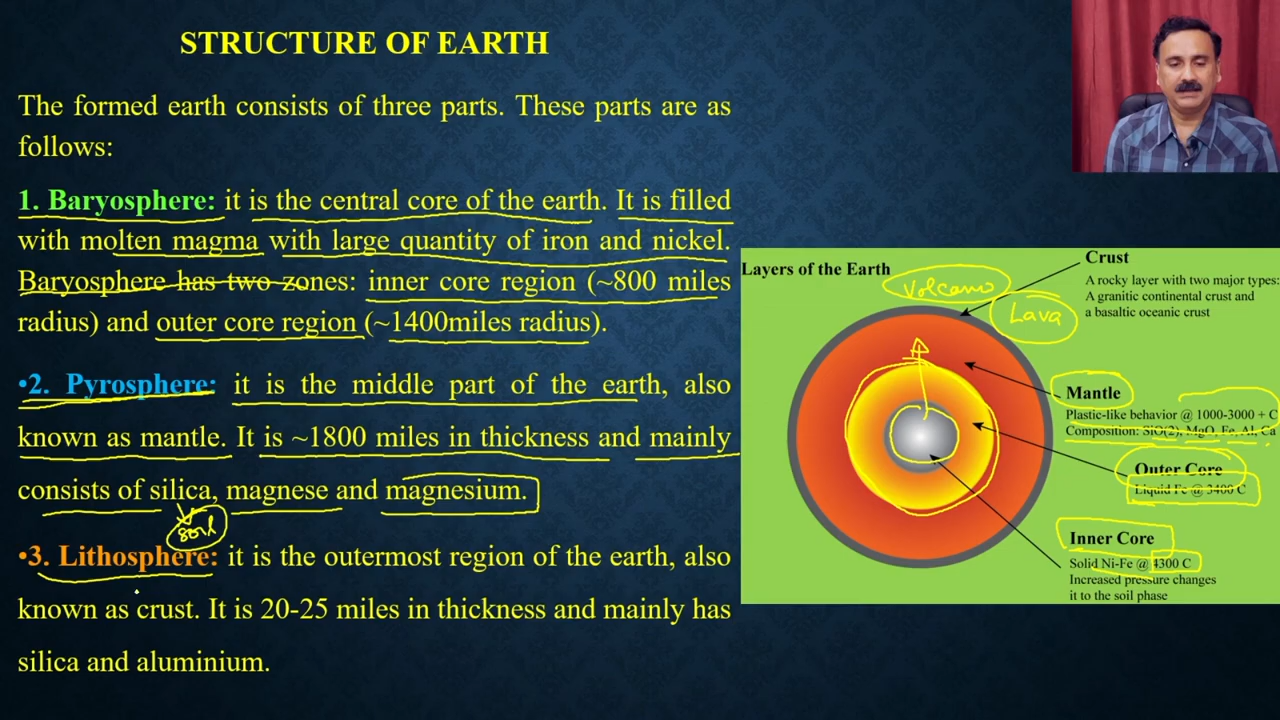 STRUCTURE OF EARTH
The formed earth consists of three parts. These parts are as
follows:
1. Baryosphere: it is the central core of the earth. It is filled
with molten magma with large quantity of iron and nickel.
Baryosphere has two zones: inner core region (~800 miles
radius) and outer core region (~1400miles radius).
•2. Pyrosphere: it is the middle part of the earth, also
known as mantle. It is ~1800 miles in thickness and mainly
consists of silica, magnese and magnesium.
soil
•3. Lithosphere: it is the outermost region of the earth, also
known as crust. It is 20-25 miles in thickness and mainly has
silica and aluminium.
Layers of the Earth
Volcano
Lava
Crust
A rocky layer with two major types:
A granitic continental crust and
a basaltic oceanic crust
Mantle
Plastic-like behavior @ 1000-3000 + C
Composition: SiO(2), MgO, Fe, Al, Ca
Outer Core
Liquid Fe @ 3400 C
Inner Core
Solid Ni-Fe @ 4300 C
Increased pressure changes
it to the soil phase